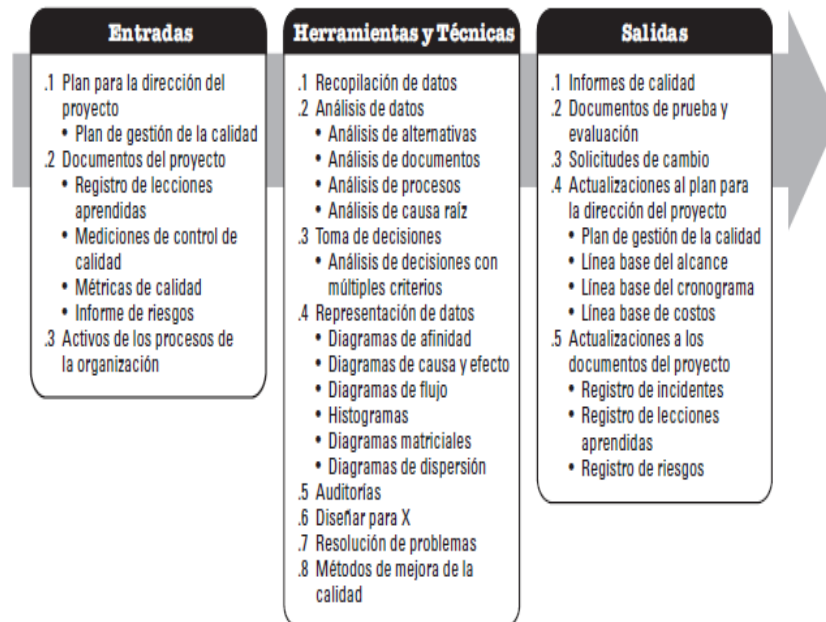 Entradas
.1 Plan para la dirección del
proyecto
• Plan de gestión de la calidad
.2 Documentos del proyecto
• Registro de lecciones
aprendidas
• Mediciones de control de
calidad
• Métricas de calidad
• Informe de riesgos
.3 Activos de los procesos de
la organización
Herramientas y Técnicas
.1 Recopilación de datos
.2 Análisis de datos
• Análisis de alternativas
• Análisis de documentos
• Análisis de procesos
• Análisis de causa raíz
.3 Toma de decisiones
• Análisis de decisiones con
múltiples criterios
.4 Representación de datos
• Diagramas de afinidad
• Diagramas de causa y efecto
• Diagramas de flujo
• Histogramas
• Diagramas matriciales
• Diagramas de dispersión
.5 Auditorías
.6 Diseñar para X
.7 Resolución de problemas
.8 Métodos de mejora de la
calidad
Salidas
.1 Informes de calidad
.2 Documentos de prueba y
evaluación
.3 Solicitudes de cambio
.4 Actualizaciones al plan para
la dirección del proyecto
• Plan de gestión de la calidad
• Línea base del alcance
• Línea base del cronograma
• Línea base de costos
.5 Actualizaciones a los
documentos del proyecto
• Registro de incidentes
• Registro de lecciones
aprendidas
• Registro de riesgos